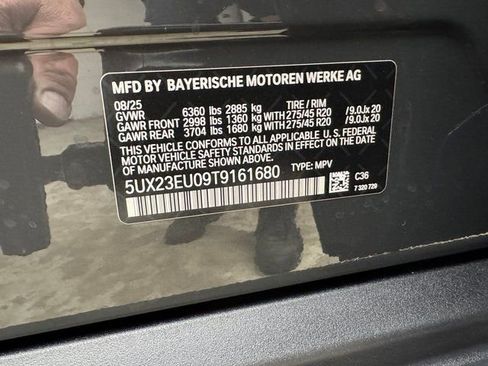 MFD BY BAYERISCHE MOTOREN WERKE AG
08/25
GVWR 6360 lbs 2885 kg TIRE / RIM
GAWR FRONT 2998 lbs 1360 kg WITH 275/45 R20 / 9.0Jx 20
GAWR REAR 3704 lbs 1680 kg WITH 275/45 R20 / 9.0Jx 20
THIS VEHICLE CONFORMS TO ALL APPLICABLE U.S. FEDERAL
MOTOR VEHICLE SAFETY STANDARDS IN EFFECT ON THE DATE
OF MANUFACTURE SHOWN ABOVE.
5UX23EU09T9161680 TYPE: MPV
C36
7 320 729